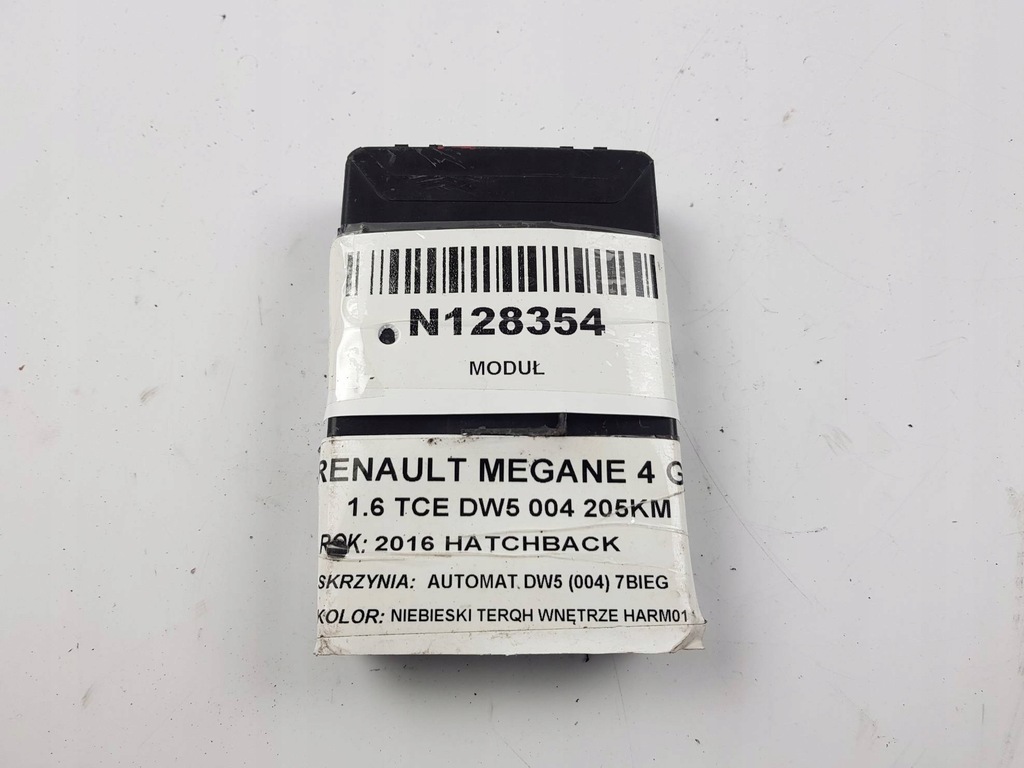 N128354
MODUŁ
RENAULT MEGANE 4 G
1.6 TCE DW5 004 205KM
ROK: 2016 HATCHBACK
SKRZYNIA: AUTOMAT DW5 (004) 7BIEG
KOLOR: NIEBIESKI TERQH WNĘTRZE HARM01